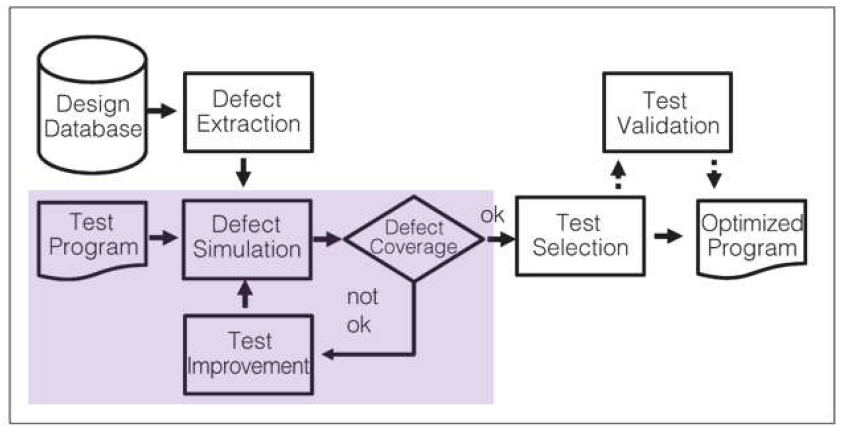 Design
Database
Defect
Extraction
Test
Validation
Test
Program
Defect
Simulation
Defect
Coverage
ok
Test
Selection
Optimized
Program
not
ok
Test
Improvement